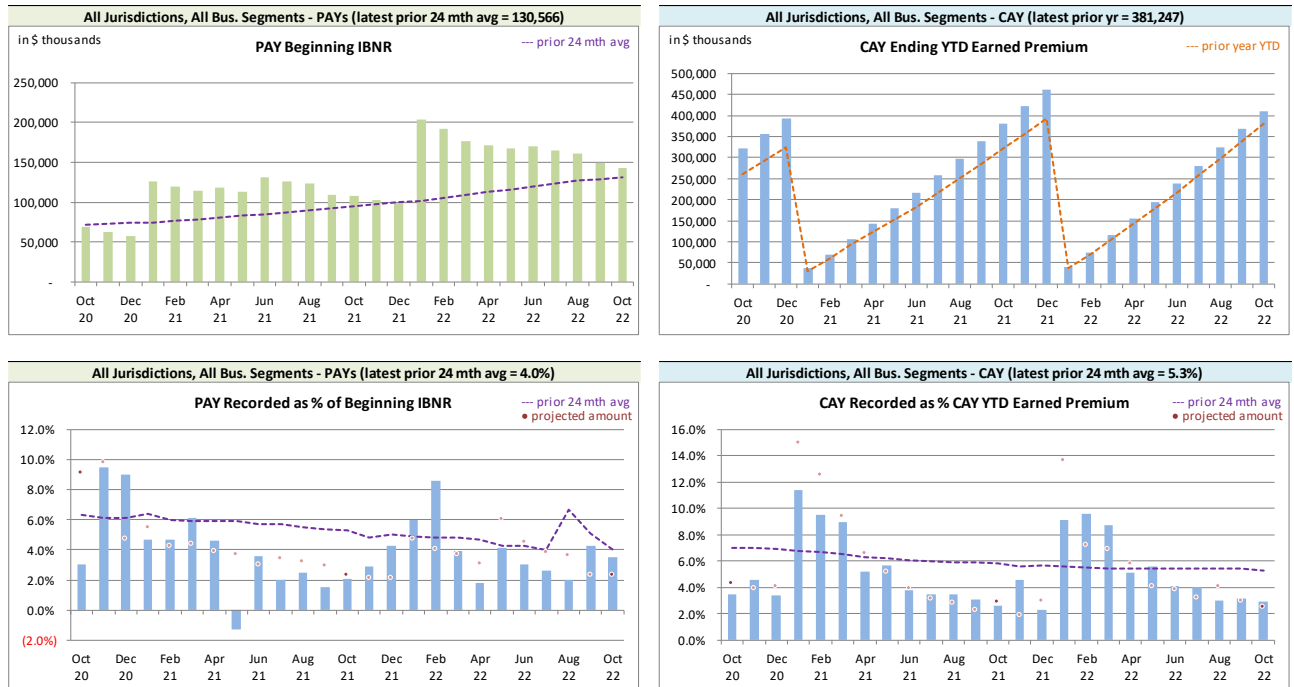 All Jurisdictions, All Bus. Segments - PAYs (latest prior 24 mth avg = 130,566)
in $ thousands
PAY Beginning IBNR
--- prior 24 mth avg
250,000
200,000
150,000
100,000
50,000
-
Oct Dec Feb Apr Jun Aug Oct Dec Feb Apr Jun Aug Oct
20 20 21 21 21 21 21 21 22 22 22 22 22
All Jurisdictions, All Bus. Segments - CAY (latest prior yr = 381,247)
in $ thousands
CAY Ending YTD Earned Premium
--- prior year YTD
500,000
450,000
400,000
350,000
300,000
250,000
200,000
150,000
100,000
50,000
-
Oct Dec Feb Apr Jun Aug Oct Dec Feb Apr Jun Aug Oct
20 20 21 21 21 21 21 21 22 22 22 22 22
All Jurisdictions, All Bus. Segments - PAYs (latest prior 24 mth avg = 4.0%)
PAY Recorded as % of Beginning IBNR
--- prior 24 mth avg
• projected amount
12.0%
10.0%
8.0%
6.0%
4.0%
2.0%
0.0%
(2.0%)
Oct Dec Feb Apr Jun Aug Oct Dec Feb Apr Jun Aug Oct
20 20 21 21 21 21 21 21 22 22 22 22 22
All Jurisdictions, All Bus. Segments - CAY (latest prior 24 mth avg = 5.3%)
CAY Recorded as % CAY YTD Earned Premium
--- prior 24 mth avg
• projected amount
16.0%
14.0%
12.0%
10.0%
8.0%
6.0%
4.0%
2.0%
0.0%
Oct Dec Feb Apr Jun Aug Oct Dec Feb Apr Jun Aug Oct
20 20 21 21 21 21 21 21 22 22 22 22 22